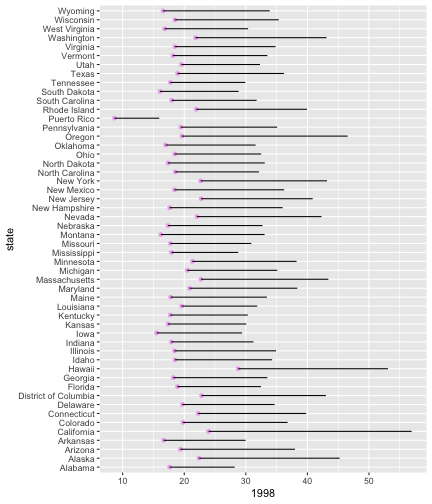 Wyoming
Wisconsin
West Virginia
Washington
Virginia
Vermont
Utah
Texas
Tennessee
South Dakota
South Carolina
Rhode Island
Puerto Rico
Pennsylvania
Oregon
Oklahoma
Ohio
North Dakota
North Carolina
New York
New Mexico
New Jersey
New Hampshire
Nevada
Nebraska
Montana
Missouri
Mississippi
Minnesota
Michigan
Massachusetts
Maryland
Maine
Louisiana
Kentucky
Kansas
Iowa
Indiana
Illinois
Idaho
Hawaii
Georgia
Florida
District of Columbia
Delaware
Connecticut
Colorado
California
Arkansas
Arizona
Alaska
Alabama
state
10 20 30 40 50
1998